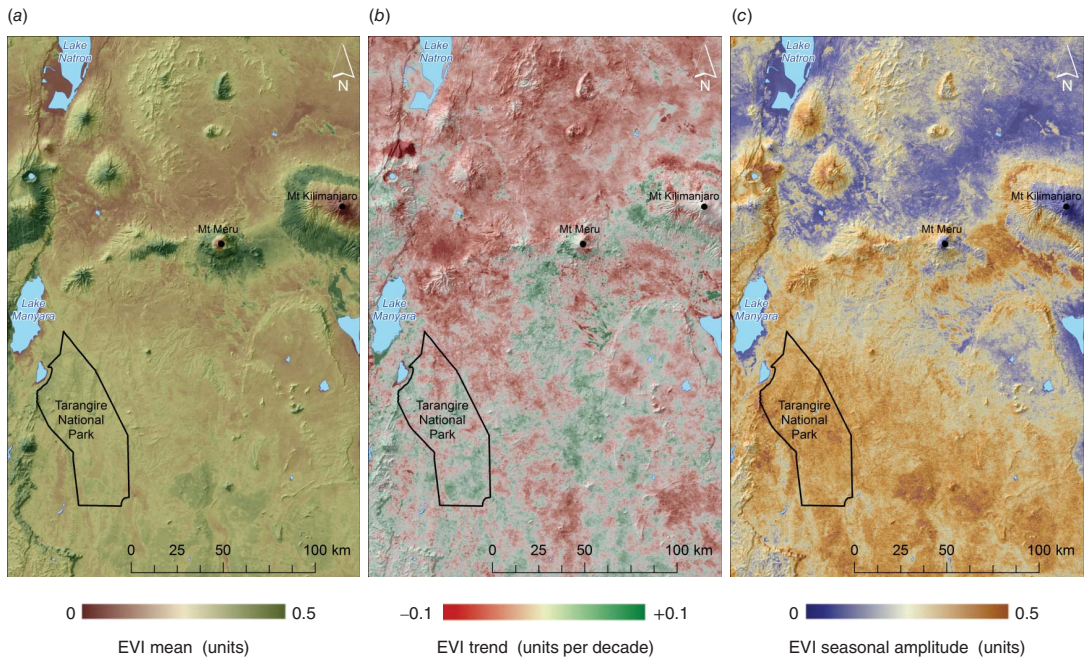 (a)
Lake
Natron
N
Mt Kilimanjaro
Mt Meru
Lake
Manyara
Tarangire
National
Park
0 25 50 100 km
0 0.5
EVI mean (units)
(b)
Lake
Natron
N
Mt Kilimanjaro
Mt Meru
Lake
Manyara
Tarangire
National
Park
0 25 50 100 km
–0.1 +0.1
EVI trend (units per decade)
(c)
Lake
Natron
N
Mt Kilimanjaro
Mt Meru
Lake
Manyara
Tarangire
National
Park
0 25 50 100 km
0 0.5
EVI seasonal amplitude (units)